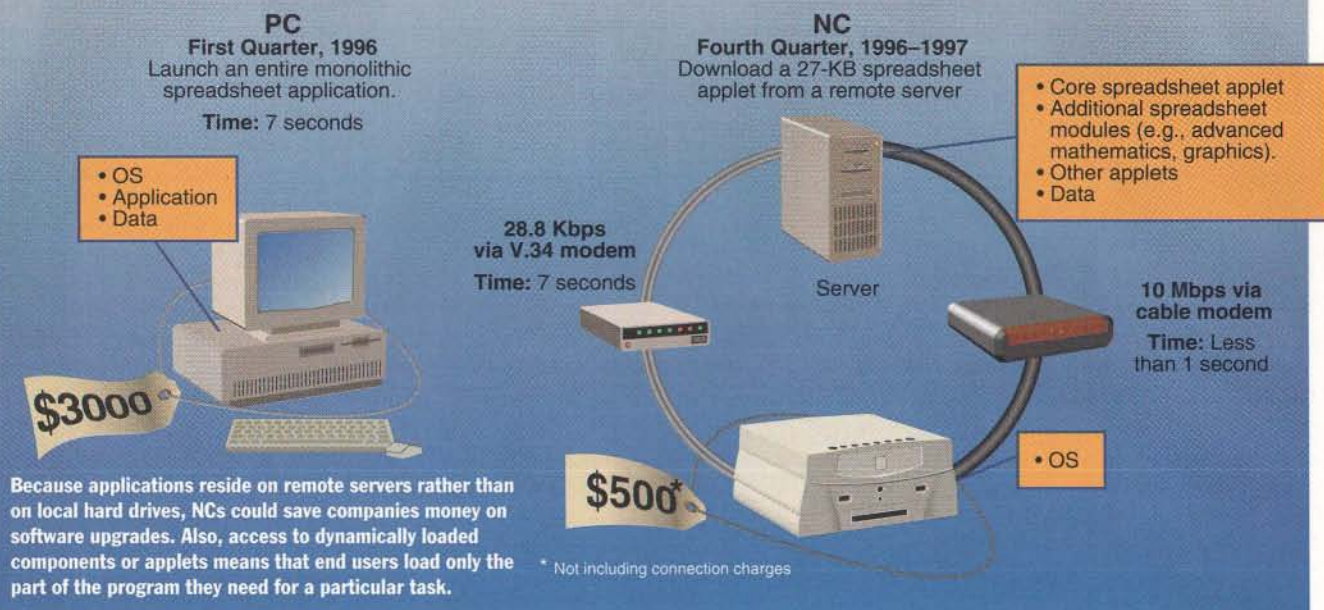 PC
First Quarter, 1996
Launch an entire monolithic
spreadsheet application.
Time: 7 seconds
• OS
• Application
• Data
$3000
Because applications reside on remote servers rather than
on local hard drives, NCs could save companies money on
software upgrades. Also, access to dynamically loaded
components or applets means that end users load only the
part of the program they need for a particular task.
NC
Fourth Quarter, 1996–1997
Download a 27-KB spreadsheet
applet from a remote server
• Core spreadsheet applet
• Additional spreadsheet
modules (e.g., advanced
mathematics, graphics).
• Other applets
• Data
28.8 Kbps
via V.34 modem
Time: 7 seconds
Server
10 Mbps via
cable modem
Time: Less
than 1 second
• OS
$500*
* Not including connection charges